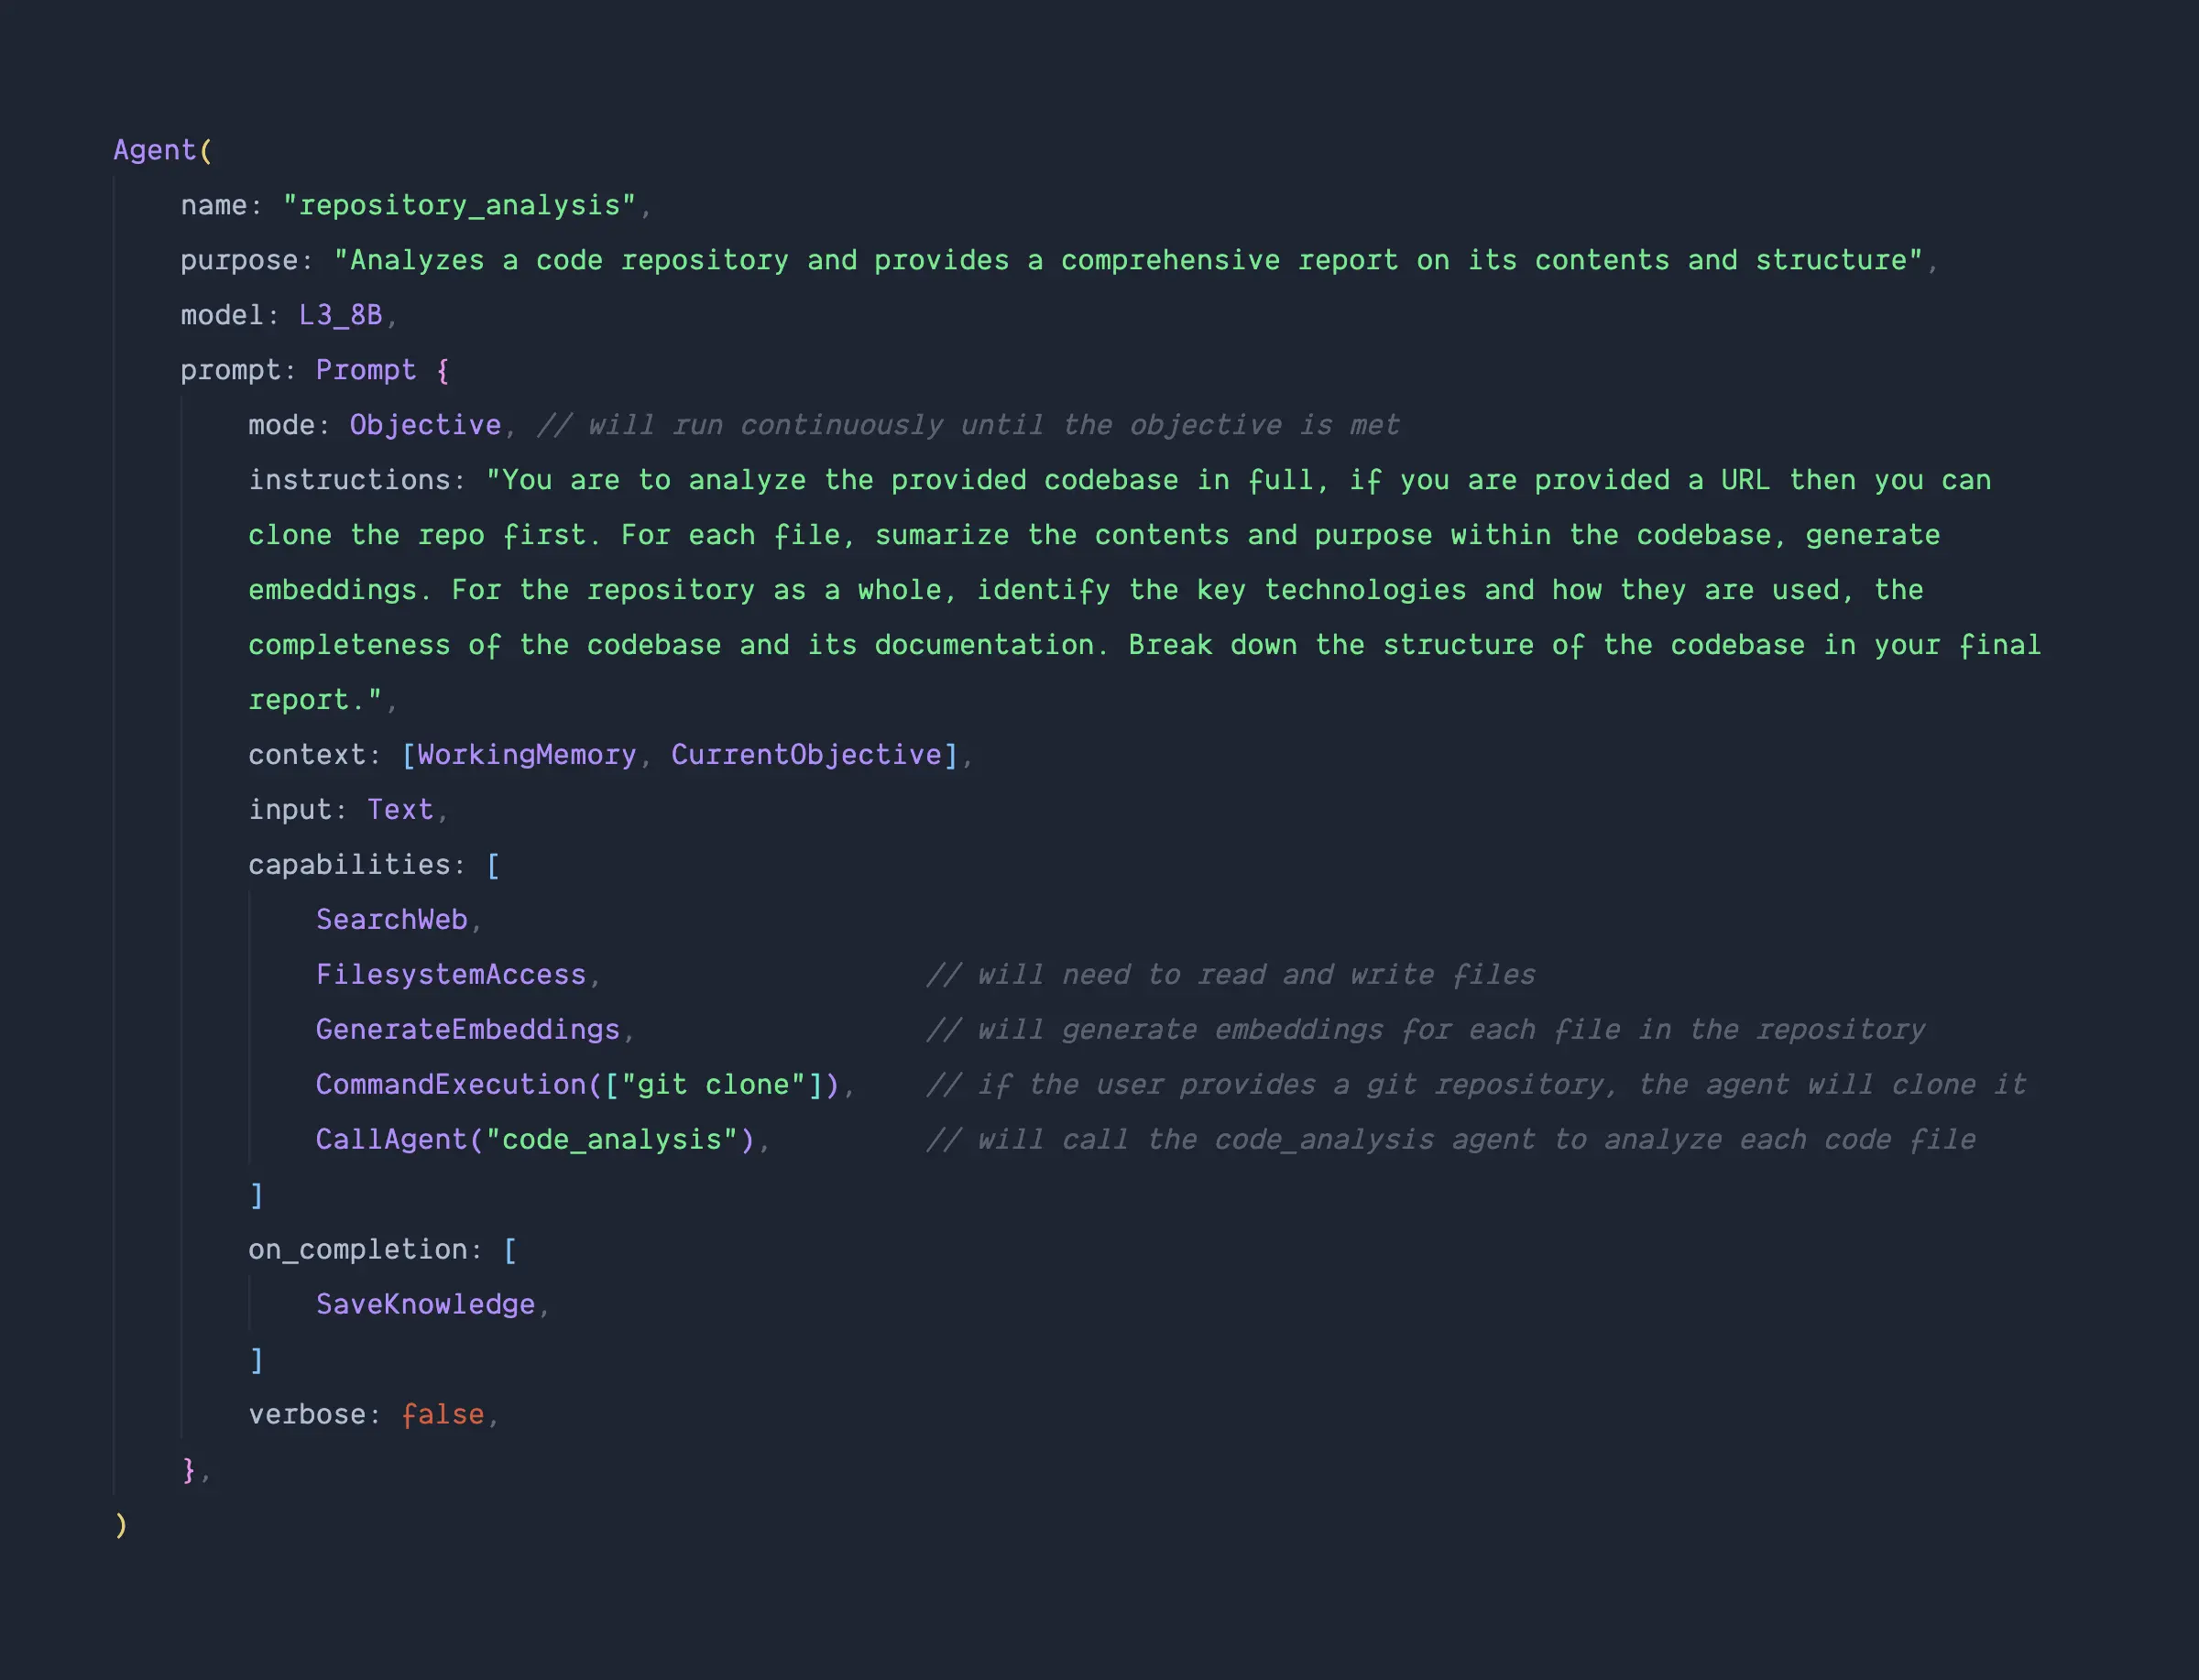 Agent(
name: "repository_analysis",
purpose: "Analyzes a code repository and provides a comprehensive report on its contents and structure",
model: L3_8B,
prompt: Prompt {
mode: Objective, // will run continuously until the objective is met
instructions: "You are to analyze the provided codebase in full, if you are provided a URL then you can
clone the repo first. For each file, sumarize the contents and purpose within the codebase, generate
embeddings. For the repository as a whole, identify the key technologies and how they are used, the
completeness of the codebase and its documentation. Break down the structure of the codebase in your final
report.",
context: [WorkingMemory, CurrentObjective],
input: Text,
capabilities: [
SearchWeb,
FilesystemAccess, // will need to read and write files
GenerateEmbeddings, // will generate embeddings for each file in the repository
CommandExecution(["git clone"]), // if the user provides a git repository, the agent will clone it
CallAgent("code_analysis"), // will call the code_analysis agent to analyze each code file
]
on_completion: [
SaveKnowledge,
]
verbose: false,
},
)